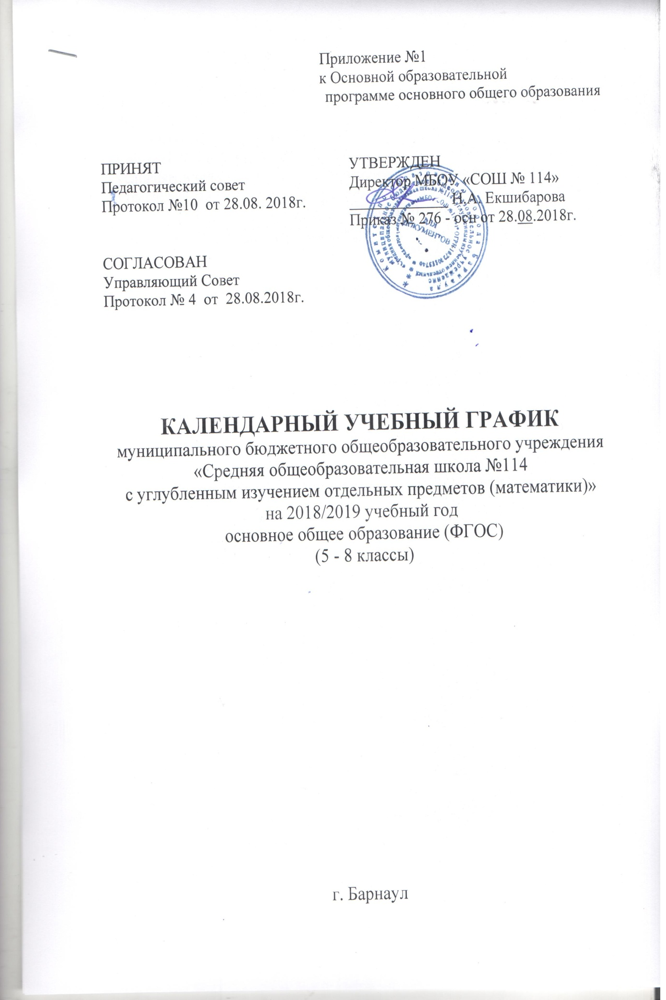 Приложение №1
к Основной образовательной
программе основного общего образования
ПРИНЯТ
Педагогический совет
Протокол №10 от 28.08. 2018г.
УТВЕРЖДЕН
Директор МБОУ «СОШ № 114»
Н.А. Екшибарова
Приказ № 276 - осн от 28.08.2018г.
ДЛЯ
ДОКУМЕНТОВ
СОГЛАСОВАН
Управляющий Совет
Протокол № 4 от 28.08.2018г.
КАЛЕНДАРНЫЙ УЧЕБНЫЙ ГРАФИК
муниципального бюджетного общеобразовательного учреждения
«Средняя общеобразовательная школа №114
с углубленным изучением отдельных предметов (математики)»
на 2018/2019 учебный год
основное общее образование (ФГОС)
(5 - 8 классы)
г. Барнаул